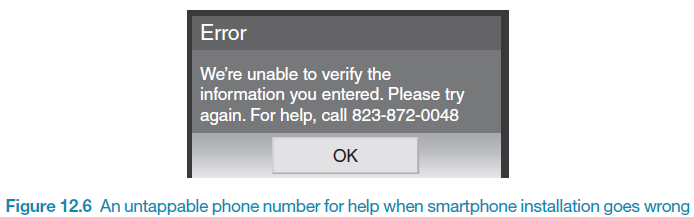 Error
We're unable to verify the
information you entered. Please try
again. For help, call 823-872-0048
OK
Figure 12.6 An untappable phone number for help when smartphone installation goes wrong